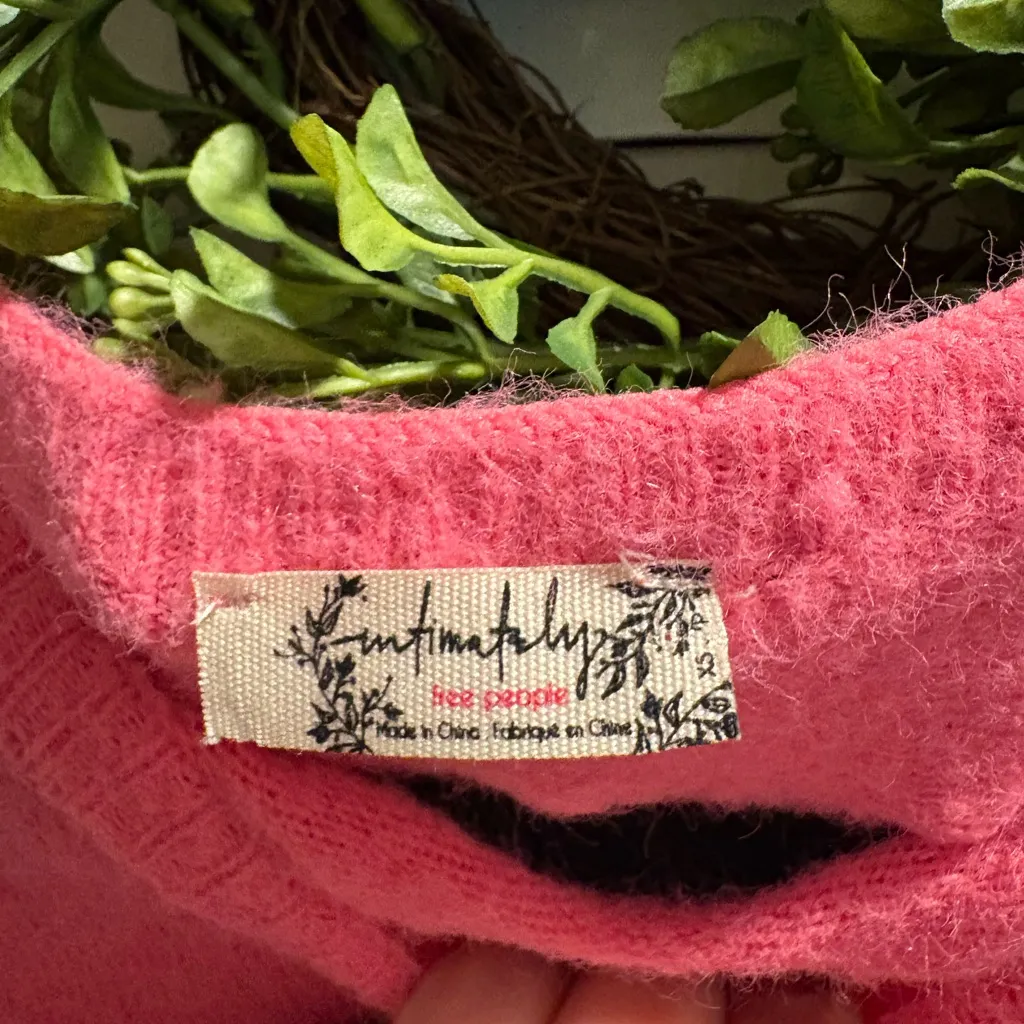 intimately
free people
Made in China , Fabriqué en Chine